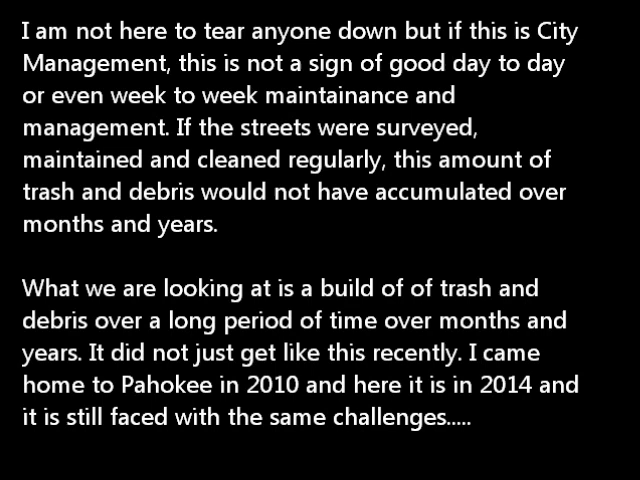 I am not here to tear anyone down but if this is City
Management, this is not a sign of good day to day
or even week to week maintainance and
management. If the streets were surveyed,
maintained and cleaned regularly, this amount of
trash and debris would not have accumulated over
months and years.

What we are looking at is a build of of trash and
debris over a long period of time over months and
years. It did not just get like this recently. I came
home to Pahokee in 2010 and here it is in 2014 and
it is still faced with the same challenges.....